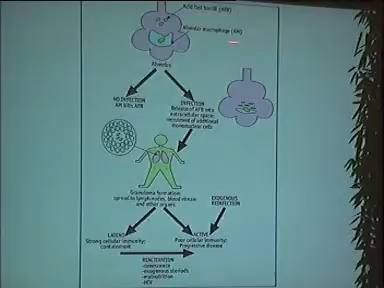 Acid fast bacilli (AFB)
Alveolar macrophage (AM)
Alveolus
NO INFECTION
AM kills AFB
INFECTION
Release of AFB into
extracellular space;
recruitment of additional
mononuclear cells
Granuloma formation;
spread to lymph nodes, blood stream
and other organs
EXOGENOUS
REINFECTION
LATENT
Strong cellular immunity;
containment
ACTIVE
Poor cellular immunity;
Progressive disease
REACTIVATION
-senescence
-exogenous steroids
-malnutrition
-HIV